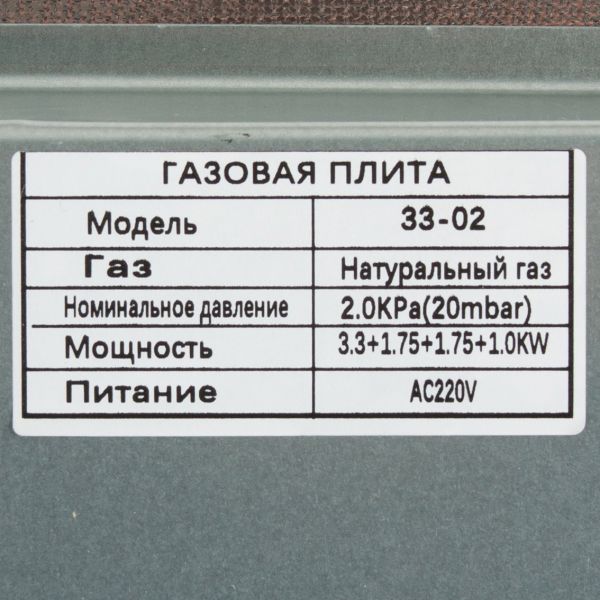 ГАЗОВАЯ ПЛИТА
Модель 33-02
Газ Натуральный газ
Номинальное давление 2.0KPa(20mbar)
Мощность 3.3+1.75+1.75+1.0KW
Питание AC220V